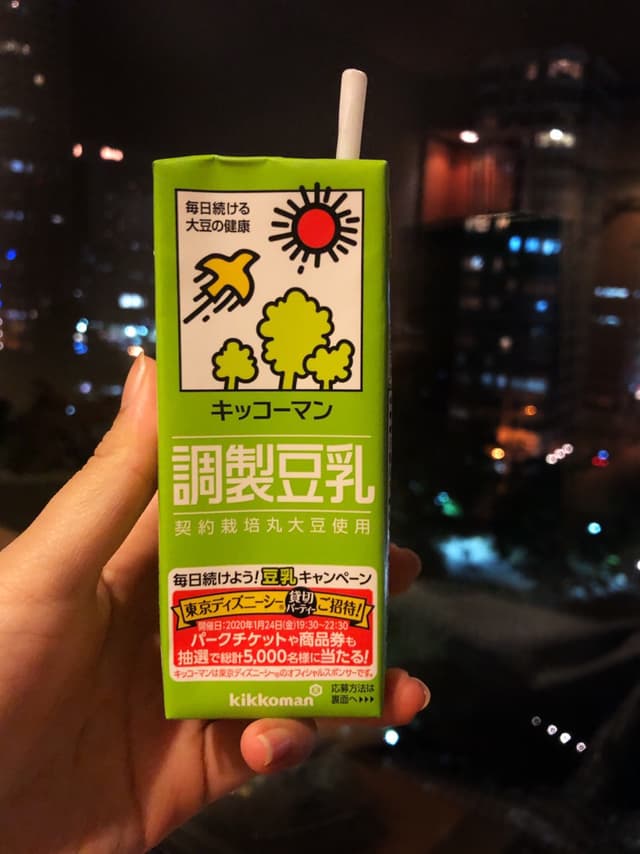 毎日続ける
大豆の健康
キッコーマン
調製豆乳
契約栽培丸大豆使用
毎日続けよう!豆乳キャンペーン
東京ディズニーシー®貸切パーティーご招待!
開催日:2020年1月24日(金)19:30~22:30
パークチケットや商品券も
抽選で総計5,000名様に当たる!
キッコーマンは東京ディズニーシー®のオフィシャルスポンサーです。
kikkoman
応募方法は
裏面へ▶▶▶